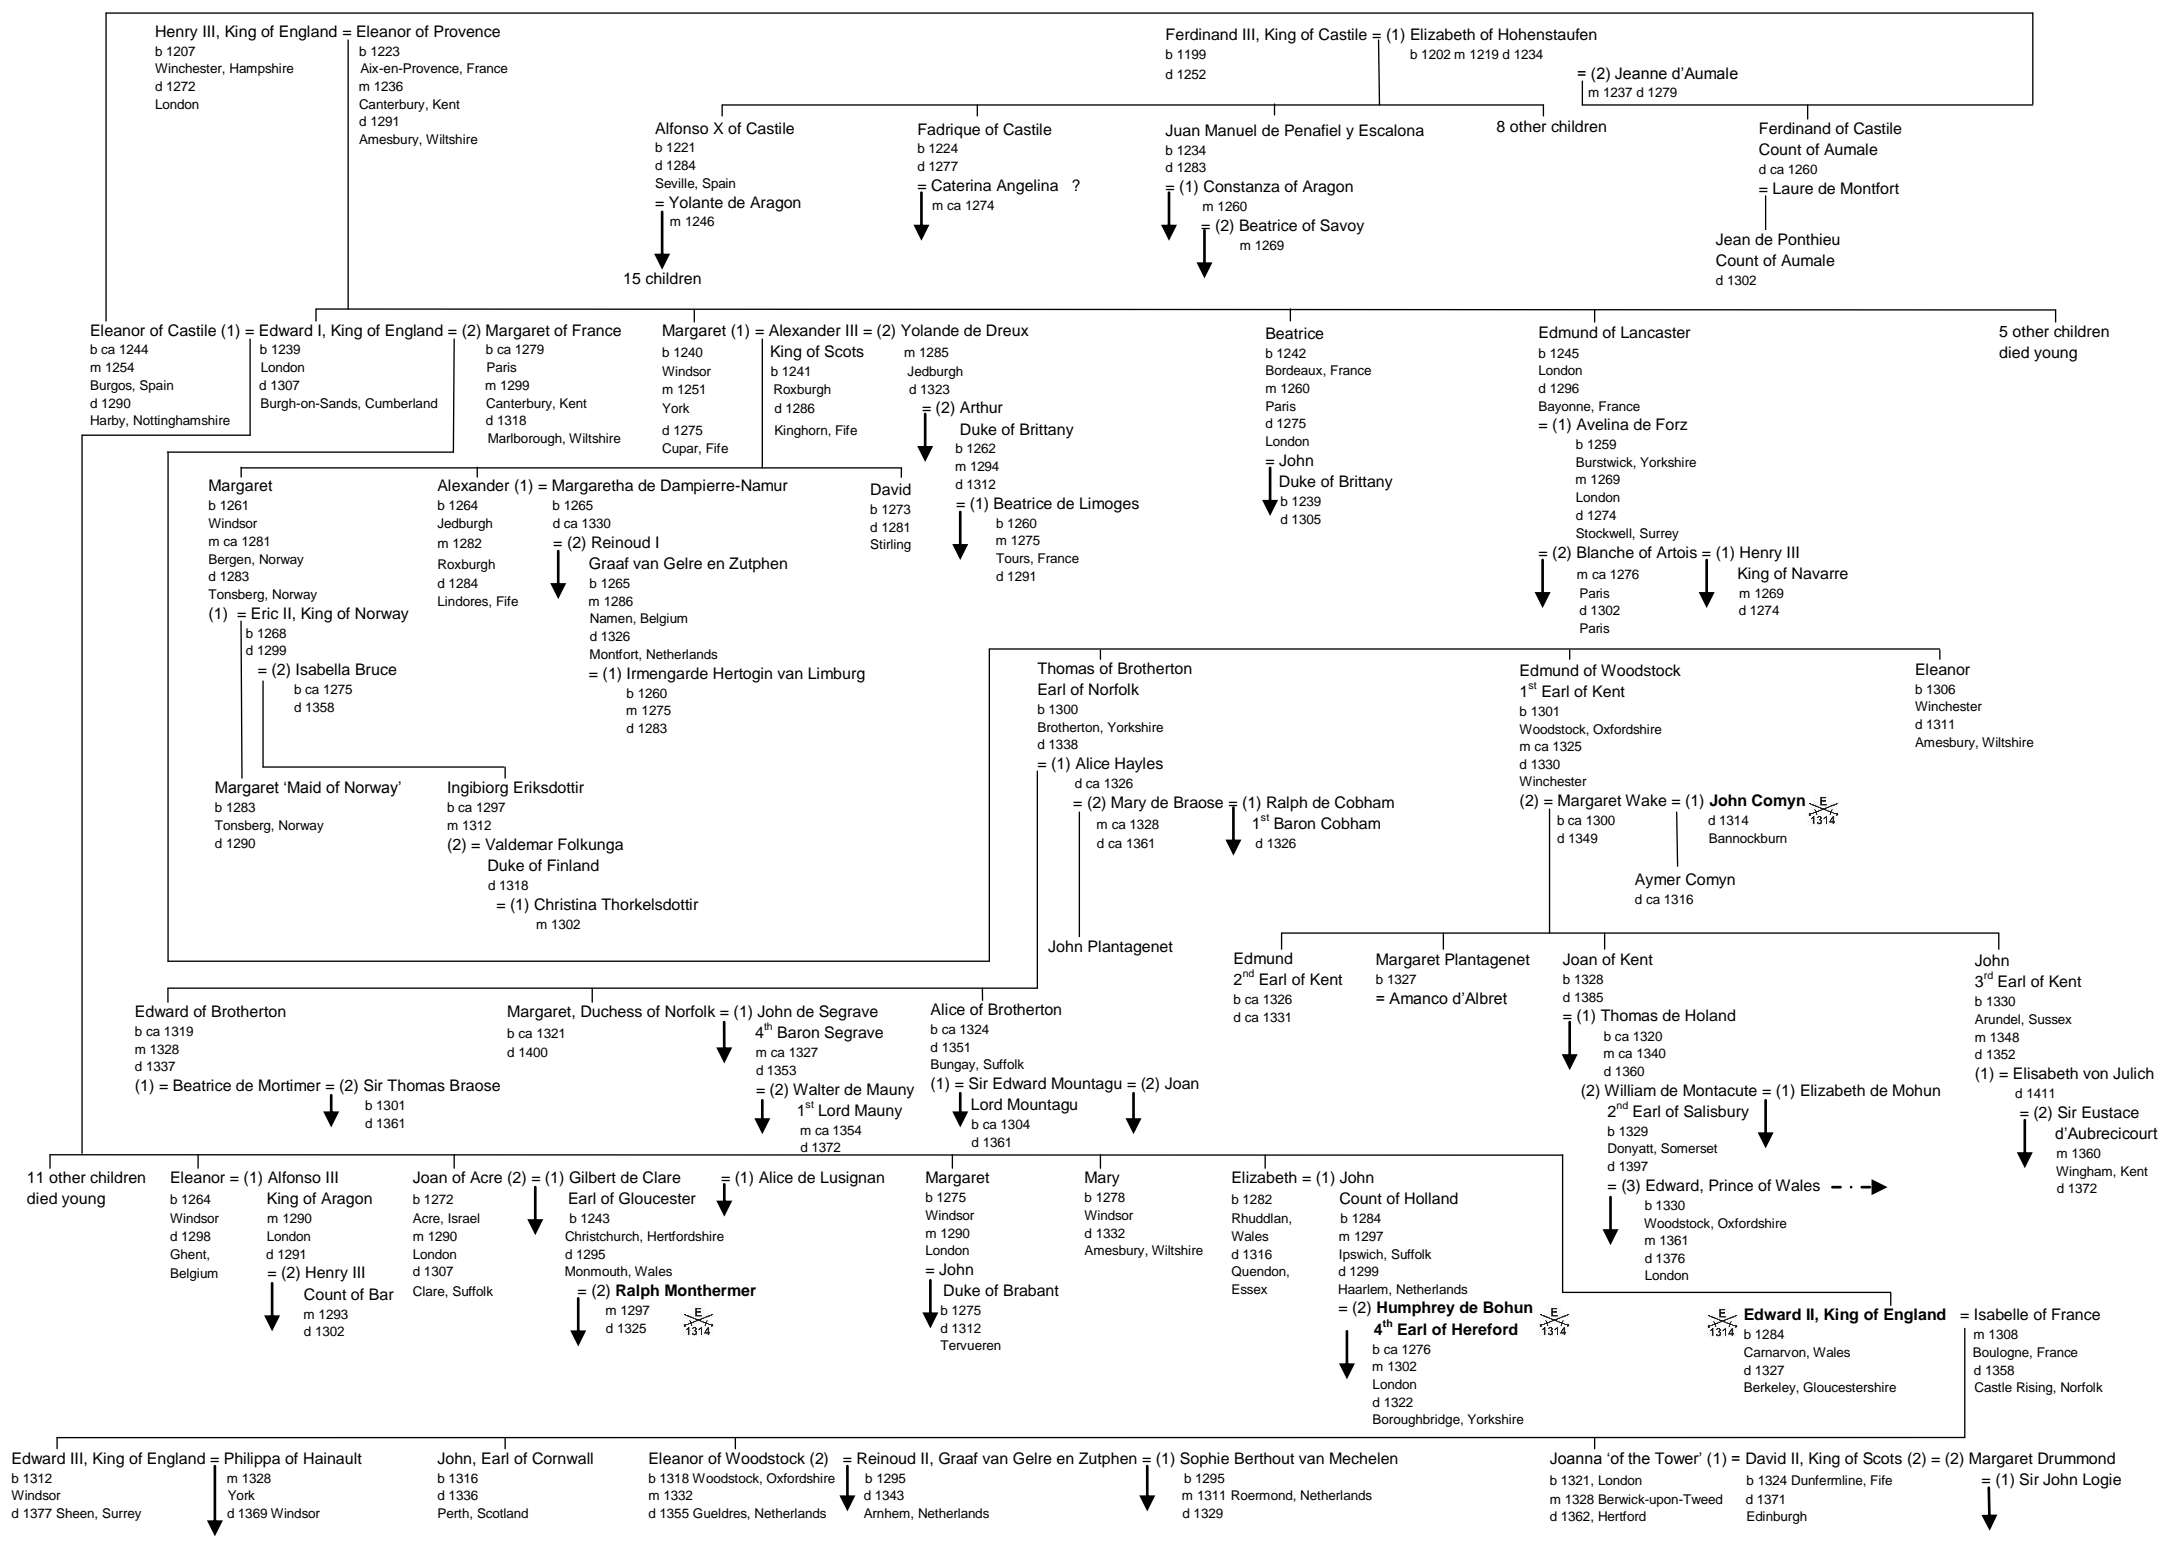 Henry III, King of England = Eleanor of Provence
b 1207
Winchester, Hampshire
d 1272
London
b 1223
Aix-en-Provence, France
m 1236
Canterbury, Kent
d 1291
Amesbury, Wiltshire
Ferdinand III, King of Castile = (1) Elizabeth of Hohenstaufen
b 1199
d 1252
b 1202 m 1219 d 1234
= (2) Jeanne d'Aumale
m 1237 d 1279
Alfonso X of Castile
b 1221
d 1284
Seville, Spain
= Yolante de Aragon
m 1246
15 children
Fadrique of Castile
b 1224
d 1277
= Caterina Angelina ?
m ca 1274
Juan Manuel de Penafiel y Escalona
b 1234
d 1283
= (1) Constanza of Aragon
m 1260
= (2) Beatrice of Savoy
m 1269
8 other children
Ferdinand of Castile
Count of Aumale
d ca 1260
= Laure de Montfort
Jean de Ponthieu
Count of Aumale
d 1302
Eleanor of Castile (1) = Edward I, King of England = (2) Margaret of France
b ca 1244
m 1254
Burgos, Spain
d 1290
Harby, Nottinghamshire
b 1239
London
d 1307
Burgh-on-Sands, Cumberland
b ca 1279
Paris
m 1299
Canterbury, Kent
d 1318
Marlborough, Wiltshire
Margaret (1) = Alexander III = (2) Yolande de Dreux
b 1240
Windsor
m 1251
York
d 1275
Cupar, Fife
King of Scots
b 1241
Roxburgh
d 1286
Kinghorn, Fife
m 1285
Jedburgh
d 1323
= (2) Arthur
Duke of Brittany
b 1262
m 1294
d 1312
= (1) Beatrice de Limoges
b 1260
m 1275
Tours, France
d 1291
Beatrice
b 1242
Bordeaux, France
m 1260
Paris
d 1275
London
= John
Duke of Brittany
b 1239
d 1305
Edmund of Lancaster
b 1245
London
d 1296
Bayonne, France
= (1) Avelina de Forz
b 1259
Burstwick, Yorkshire
m 1269
London
d 1274
Stockwell, Surrey
= (2) Blanche of Artois = (1) Henry III
m ca 1276
Paris
d 1302
Paris
King of Navarre
m 1269
d 1274
5 other children
died young
Margaret
b 1261
Windsor
m ca 1281
Bergen, Norway
d 1283
Tonsberg, Norway
(1) = Eric II, King of Norway
b 1268
d 1299
= (2) Isabella Bruce
b ca 1275
d 1358
Alexander (1) = Margaretha de Dampierre-Namur
b 1264
Jedburgh
m 1282
Roxburgh
d 1284
Lindores, Fife
b 1265
d ca 1330
= (2) Reinoud I
Graaf van Gelre en Zutphen
b 1265
m 1286
Namen, Belgium
d 1326
Montfort, Netherlands
= (1) Irmengarde Hertogin van Limburg
b 1260
m 1275
d 1283
David
b 1273
d 1281
Stirling
Margaret 'Maid of Norway'
b 1283
Tonsberg, Norway
d 1290
Ingibiorg Eriksdottir
b ca 1297
m 1312
(2) = Valdemar Folkunga
Duke of Finland
d 1318
= (1) Christina Thorkelsdottir
m 1302
Thomas of Brotherton
Earl of Norfolk
b 1300
Brotherton, Yorkshire
d 1338
= (1) Alice Hayles
d ca 1326
= (2) Mary de Braose = (1) Ralph de Cobham
m ca 1328
d ca 1361
1st Baron Cobham
d 1326
John Plantagenet
Edmund of Woodstock
1st Earl of Kent
b 1301
Woodstock, Oxfordshire
m ca 1325
d 1330
Winchester
(2) = Margaret Wake = (1) John Comyn
b ca 1300
d 1349
d 1314
Bannockburn
E
1314
Aymer Comyn
d ca 1316
Eleanor
b 1306
Winchester
d 1311
Amesbury, Wiltshire
Edmund
2nd Earl of Kent
b ca 1326
d ca 1331
Margaret Plantagenet
b 1327
= Amanco d'Albret
Joan of Kent
b 1328
d 1385
= (1) Thomas de Holand
b ca 1320
m ca 1340
d 1360
(2) William de Montacute = (1) Elizabeth de Mohun
2nd Earl of Salisbury
b 1329
Donyatt, Somerset
d 1397
= (3) Edward, Prince of Wales
b 1330
Woodstock, Oxfordshire
m 1361
d 1376
London
John
3rd Earl of Kent
b 1330
Arundel, Sussex
m 1348
d 1352
(1) = Elisabeth von Julich
d 1411
= (2) Sir Eustace
d'Aubrecicourt
m 1360
Wingham, Kent
d 1372
Edward of Brotherton
b ca 1319
m 1328
d 1337
(1) = Beatrice de Mortimer = (2) Sir Thomas Braose
b 1301
d 1361
Margaret, Duchess of Norfolk = (1) John de Segrave
b ca 1321
d 1400
4th Baron Segrave
m ca 1327
d 1353
= (2) Walter de Mauny
1st Lord Mauny
m ca 1354
d 1372
Alice of Brotherton
b ca 1324
d 1351
Bungay, Suffolk
(1) = Sir Edward Mountagu = (2) Joan
Lord Mountagu
b ca 1304
d 1361
11 other children
died young
Eleanor = (1) Alfonso III
b 1264
Windsor
d 1298
Ghent,
Belgium
King of Aragon
m 1290
London
d 1291
= (2) Henry III
Count of Bar
m 1293
d 1302
Joan of Acre (2) = (1) Gilbert de Clare = (1) Alice de Lusignan
b 1272
Acre, Israel
m 1290
London
d 1307
Clare, Suffolk
Earl of Gloucester
b 1243
Christchurch, Hertfordshire
d 1295
Monmouth, Wales
= (2) Ralph Monthermer
m 1297
d 1325
E
1314
Margaret
b 1275
Windsor
m 1290
London
= John
Duke of Brabant
b 1275
d 1312
Tervueren
Mary
b 1278
Windsor
d 1332
Amesbury, Wiltshire
Elizabeth = (1) John
b 1282
Rhuddlan,
Wales
d 1316
Quendon,
Essex
Count of Holland
b 1284
m 1297
Ipswich, Suffolk
d 1299
Haarlem, Netherlands
= (2) Humphrey de Bohun
4th Earl of Hereford
b ca 1276
m 1302
London
d 1322
Boroughbridge, Yorkshire
E
1314
E
1314
Edward II, King of England = Isabelle of France
b 1284
Carnarvon, Wales
d 1327
Berkeley, Gloucestershire
m 1308
Boulogne, France
d 1358
Castle Rising, Norfolk
Edward III, King of England = Philippa of Hainault
b 1312
Windsor
d 1377 Sheen, Surrey
m 1328
York
d 1369 Windsor
John, Earl of Cornwall
b 1316
d 1336
Perth, Scotland
Eleanor of Woodstock (2) = Reinoud II, Graaf van Gelre en Zutphen = (1) Sophie Berthout van Mechelen
b 1318 Woodstock, Oxfordshire
m 1332
d 1355 Gueldres, Netherlands
b 1295
d 1343
Arnhem, Netherlands
b 1295
m 1311 Roermond, Netherlands
d 1329
Joanna 'of the Tower' (1) = David II, King of Scots (2) = (2) Margaret Drummond
b 1321, London
m 1328 Berwick-upon-Tweed
d 1362, Hertford
b 1324 Dunfermline, Fife
d 1371
Edinburgh
= (1) Sir John Logie